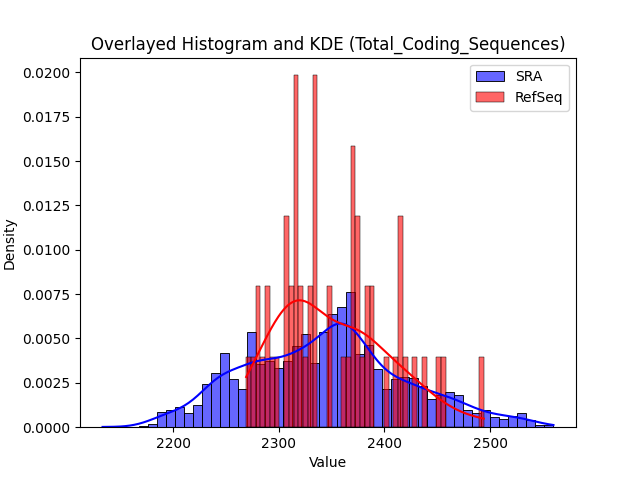 Overlayed Histogram and KDE (Total_Coding_Sequences)
SRA
RefSeq
0.0200
0.0175
0.0150
0.0125
0.0100
0.0075
0.0050
0.0025
0.0000
Density
2200
2300
2400
2500
Value